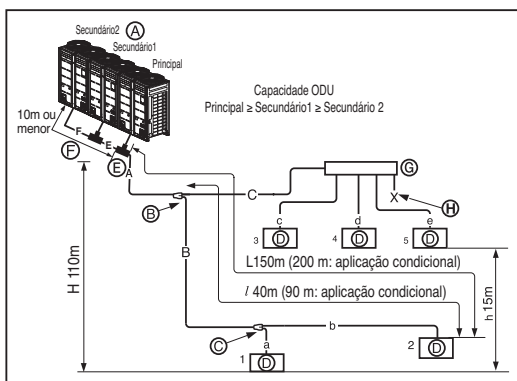 Secundário2 Ⓐ
Secundário1
Principal
Capacidade ODU
Principal ≥ Secundário1 ≥ Secundário 2
10m ou
menor
F
E
Ⓕ
Ⓔ
A
Ⓖ
C
Ⓑ
X
Ⓗ
c
d
e
3 Ⓓ
4 Ⓓ
5 Ⓓ
H 110m
B
L150m (200 m: aplicação condicional)
l 40m (90 m: aplicação condicional)
h 15m
Ⓒ
b
a
2 Ⓓ
1 Ⓓ